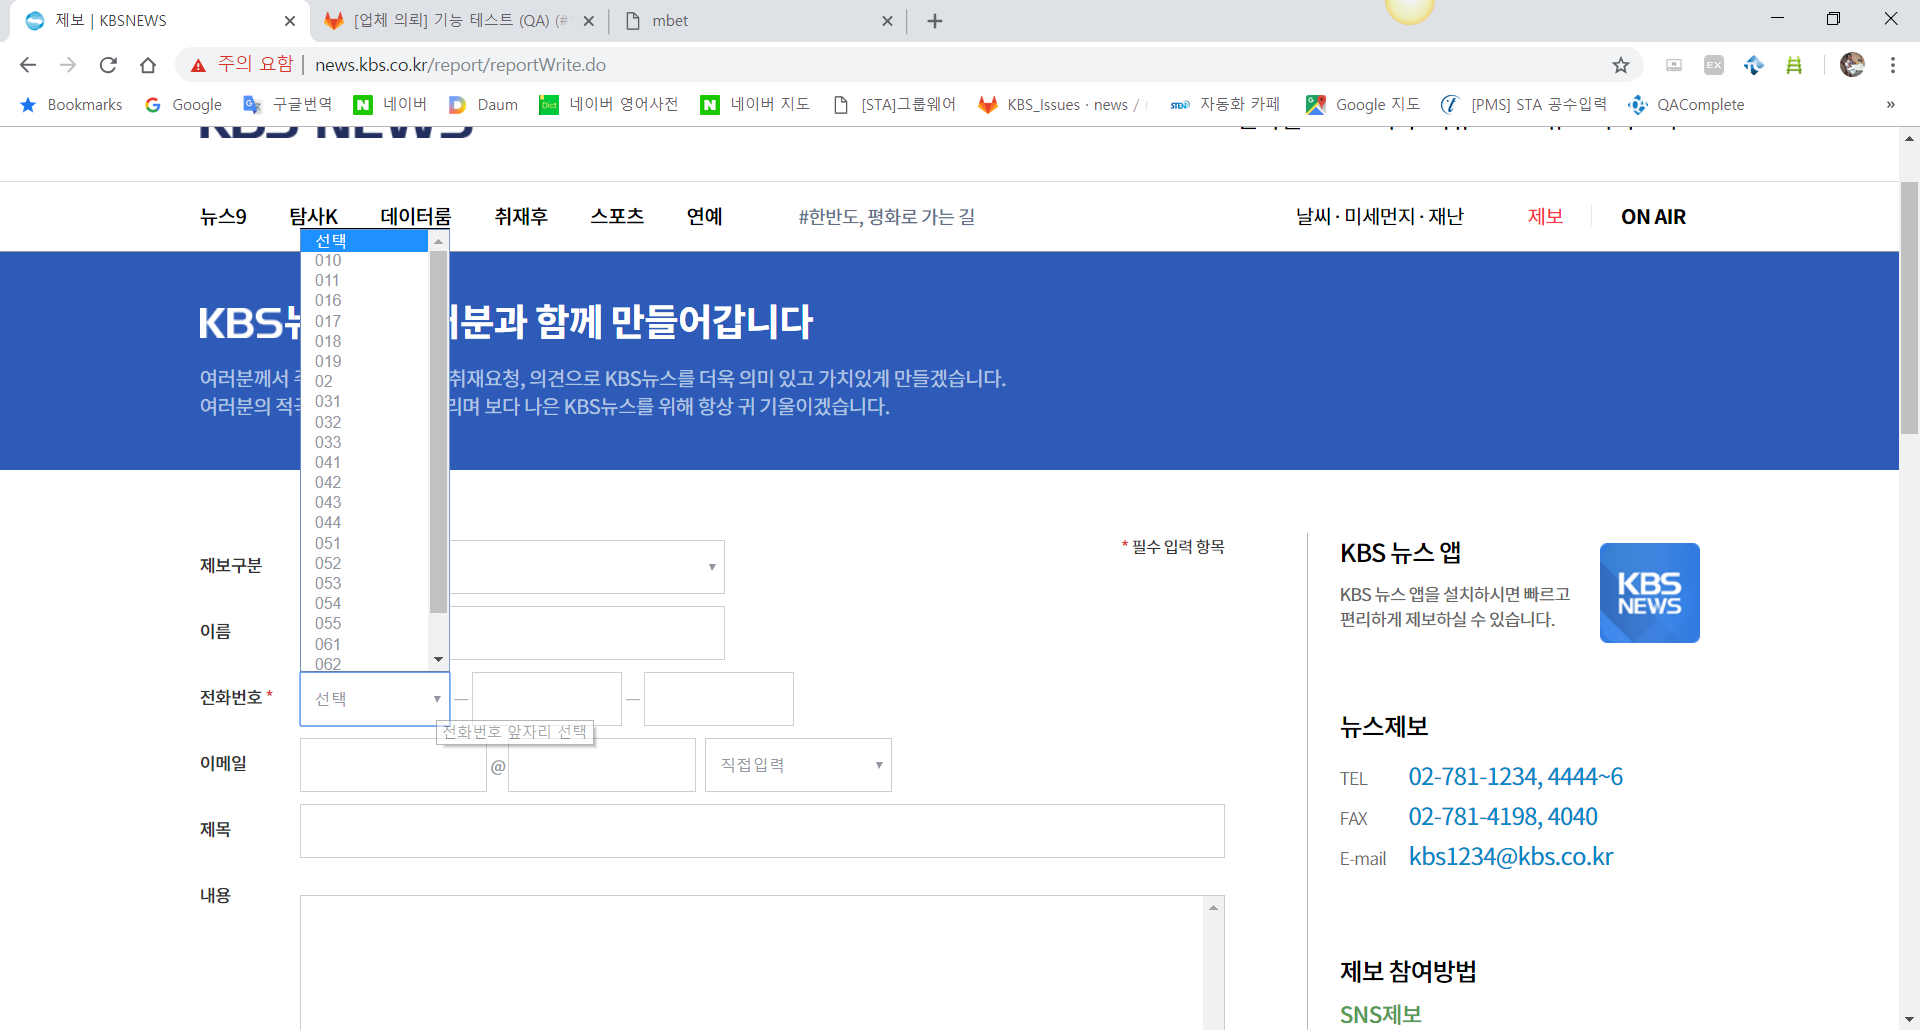 제보 | KBSNEWS
[업체 의뢰] 기능 테스트 (QA) (#
mbet
주의 요함 | news.kbs.co.kr/report/reportWrite.do
Bookmarks Google 구글번역 네이버 Daum 네이버 영어사전 네이버 지도 [STA]그룹웨어 KBS_Issues · news / 자동화 카페 Google 지도 [PMS] STA 공수입력 QAComplete »
KBS NEWS
뉴스9 탐사K 데이터룸 취재후 스포츠 연예 #한반도, 평화로 가는 길 날씨 · 미세먼지 · 재난 제보 ON AIR
선택
010
011
016
017
018
019
02
031
032
033
041
042
043
044
051
052
053
054
055
061
062
KBS 분과 함께 만들어갑니다
여러분께서 취재요청, 의견으로 KBS뉴스를 더욱 의미 있고 가치있게 만들겠습니다.
여러분의 리며 보다 나은 KBS뉴스를 위해 항상 귀 기울이겠습니다.
* 필수 입력 항목
제보구분
이름
전화번호 * 선택 — —
전화번호 앞자리 선택
이메일 @ 직접입력
제목
내용
KBS 뉴스 앱
KBS 뉴스 앱을 설치하시면 빠르고
편리하게 제보하실 수 있습니다.
KBS
NEWS
뉴스제보
TEL 02-781-1234, 4444~6
FAX 02-781-4198, 4040
E-mail kbs1234@kbs.co.kr
제보 참여방법
SNS제보